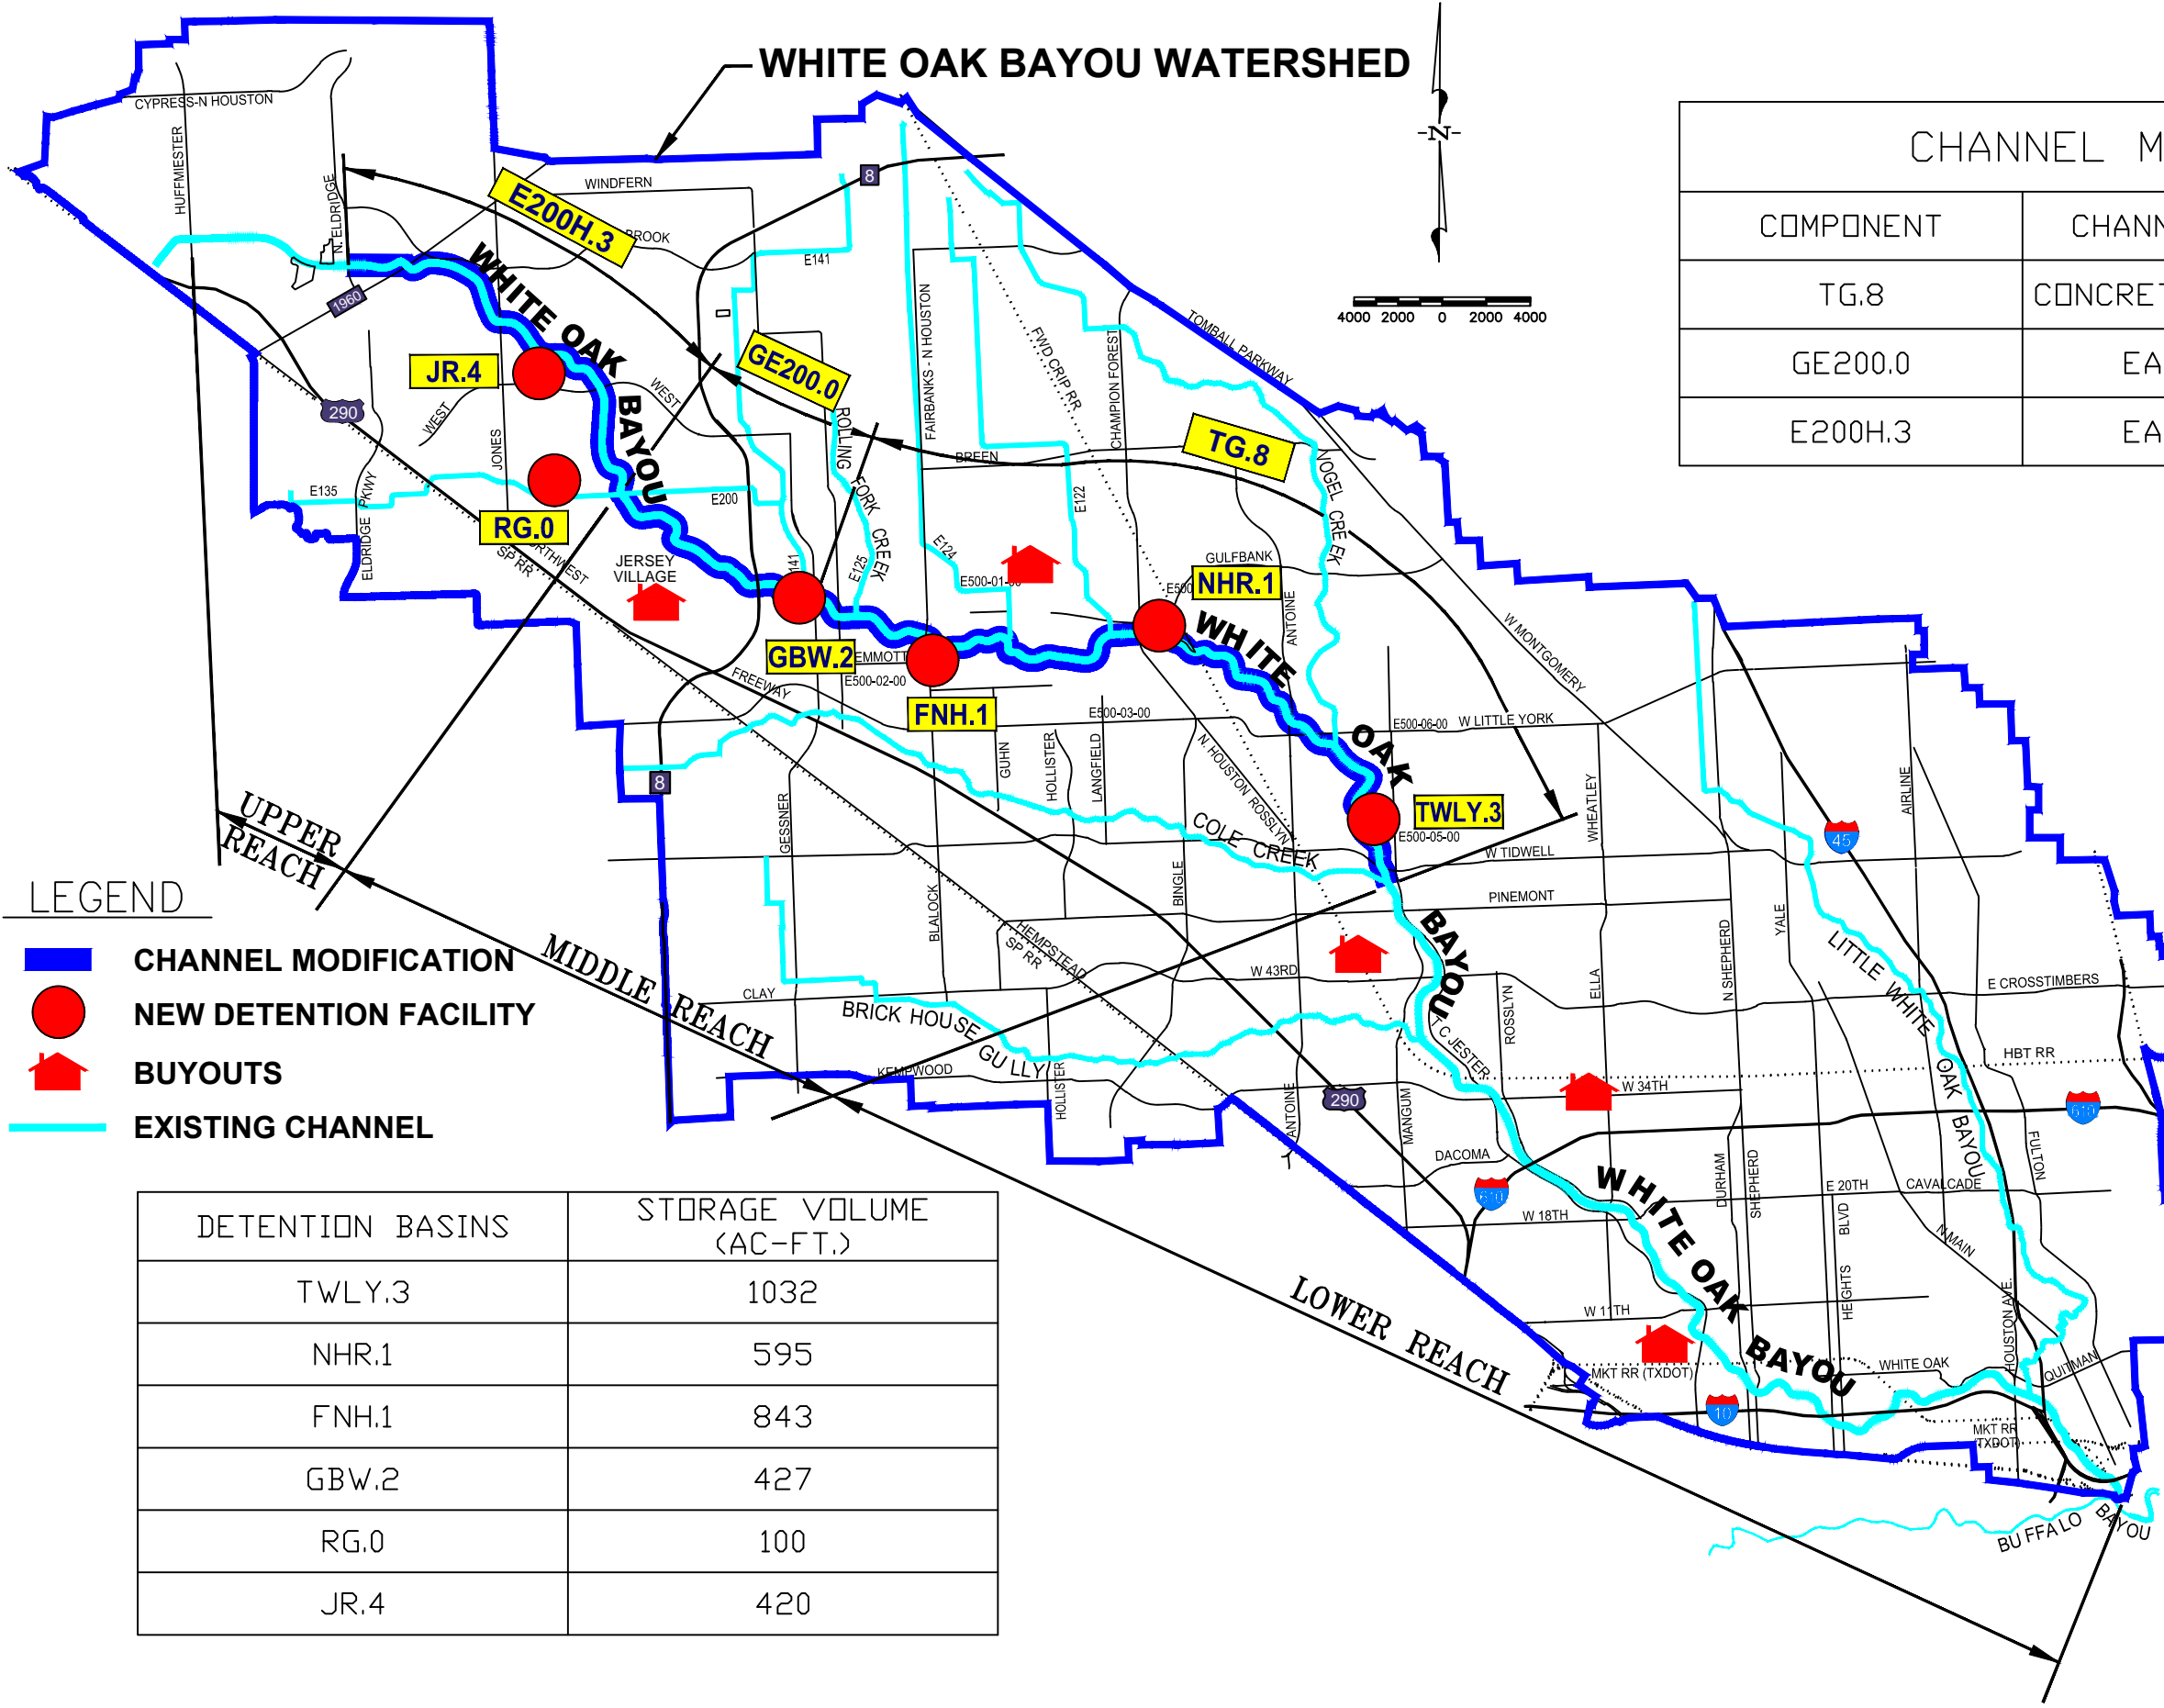 WHITE OAK BAYOU WATERSHED
-N-
4000 2000 0 2000 4000
CHANNEL M
COMPONENT CHANN
TG.8 CONCRET
GE200.0 EA
E200H.3 EA
CYPRESS-N HOUSTON
HUFFMIESTER
N. ELDRIDGE
WINDFERN
BROOK
8
E200H.3
E141
1960
WHITE OAK BAYOU
JR.4
GE200.0
290
WEST
WEST
JONES
ROLLING FORK CREEK
FAIRBANKS - N HOUSTON
FWD CRIP RR
CHAMPION FOREST
TOMBALL PARKWAY
BREEN
TG.8
VOGEL CREEK
E135
ELDRIDGE PKWY
E200
E122
RG.0
NORTHWEST
SP RR
JERSEY VILLAGE
141
E125
E124
E500-01-00
GULFBANK
E500
NHR.1
ANTOINE
W MONTGOMERY
GBW.2
EMMOTT
E500-02-00
FREEWAY
FNH.1
WHITE OAK BAYOU
E500-03-00
E500-06-00
W LITTLE YORK
8
GUHN
HOLLISTER
LANGFIELD
N. HOUSTON ROSSLYN
WHEATLEY
AIRLINE
UPPER REACH
GESSNER
TWLY.3
E500-05-00
COLE CREEK
W TIDWELL
45
BLALOCK
BINGLE
PINEMONT
HEMPSTEAD
SP RR
W 43RD
N SHEPHERD
YALE
LITTLE WHITE OAK BAYOU
E CROSSTIMBERS
MIDDLE REACH
CLAY
BRICK HOUSE GULLY
ROSSLYN
ELLA
T C JESTER
HBT RR
KEMPWOOD
HOLLISTER
ANTOINE
290
MANGUM
W 34TH
610
DACOMA
610
DURHAM
SHEPHERD
E 20TH
CAVALCADE
FULTON
W 18TH
WHITE OAK BAYOU
HEIGHTS BLVD
N MAIN
HOUSTON AVE.
LOWER REACH
W 11TH
MKT RR (TXDOT)
WHITE OAK
QUITMAN
10
MKT RR
(TXDOT)
BUFFALO BAYOU
LEGEND
CHANNEL MODIFICATION
NEW DETENTION FACILITY
BUYOUTS
EXISTING CHANNEL
DETENTION BASINS STORAGE VOLUME
(AC-FT.)
TWLY.3 1032
NHR.1 595
FNH.1 843
GBW.2 427
RG.0 100
JR.4 420